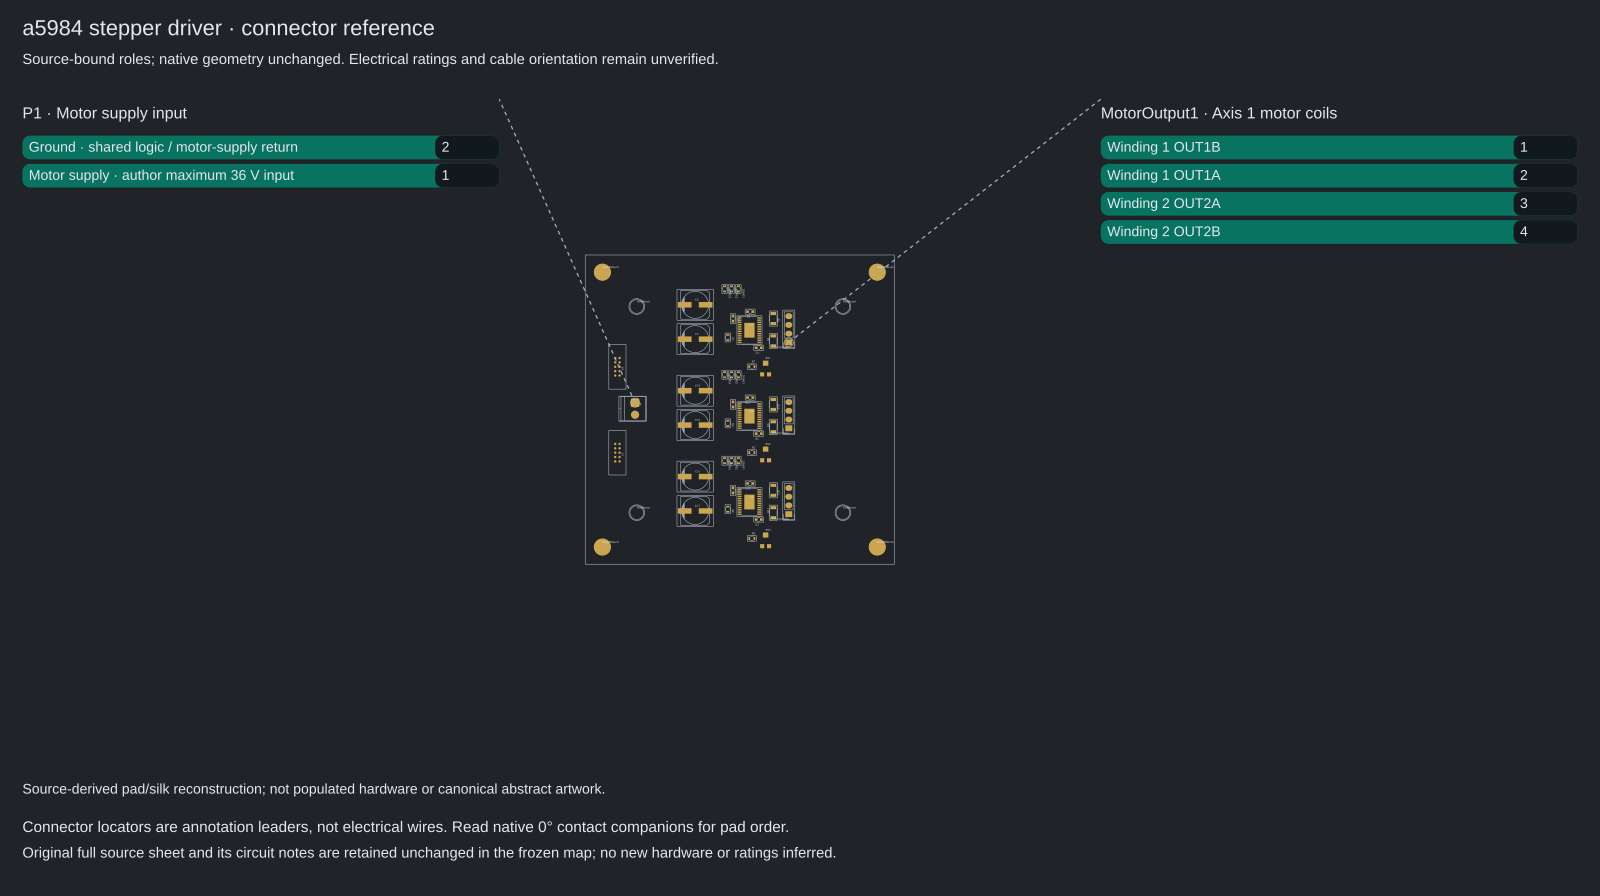 a5984 stepper driver · connector reference
Source-bound roles; native geometry unchanged. Electrical ratings and cable orientation remain unverified.
P1 · Motor supply input
Ground · shared logic / motor-supply return 2
Motor supply · author maximum 36 V input 1
MotorOutput1 · Axis 1 motor coils
Winding 1 OUT1B 1
Winding 1 OUT1A 2
Winding 2 OUT2A 3
Winding 2 OUT2B 4
Source-derived pad/silk reconstruction; not populated hardware or canonical abstract artwork.
Connector locators are annotation leaders, not electrical wires. Read native 0° contact companions for pad order.
Original full source sheet and its circuit notes are retained unchanged in the frozen map; no new hardware or ratings inferred.